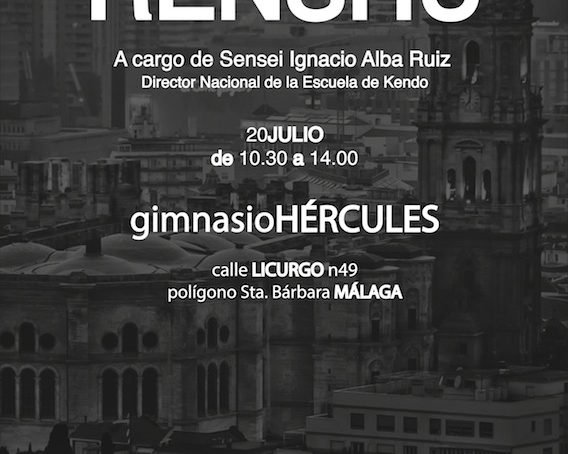 RENSHU
A cargo de Sensei Ignacio Alba Ruiz
Director Nacional de la Escuela de Kendo
20JULIO
de 10.30 a 14.00
gimnasioHÉRCULES
calle LICURGO n49
polígono Sta. Bárbara MÁLAGA